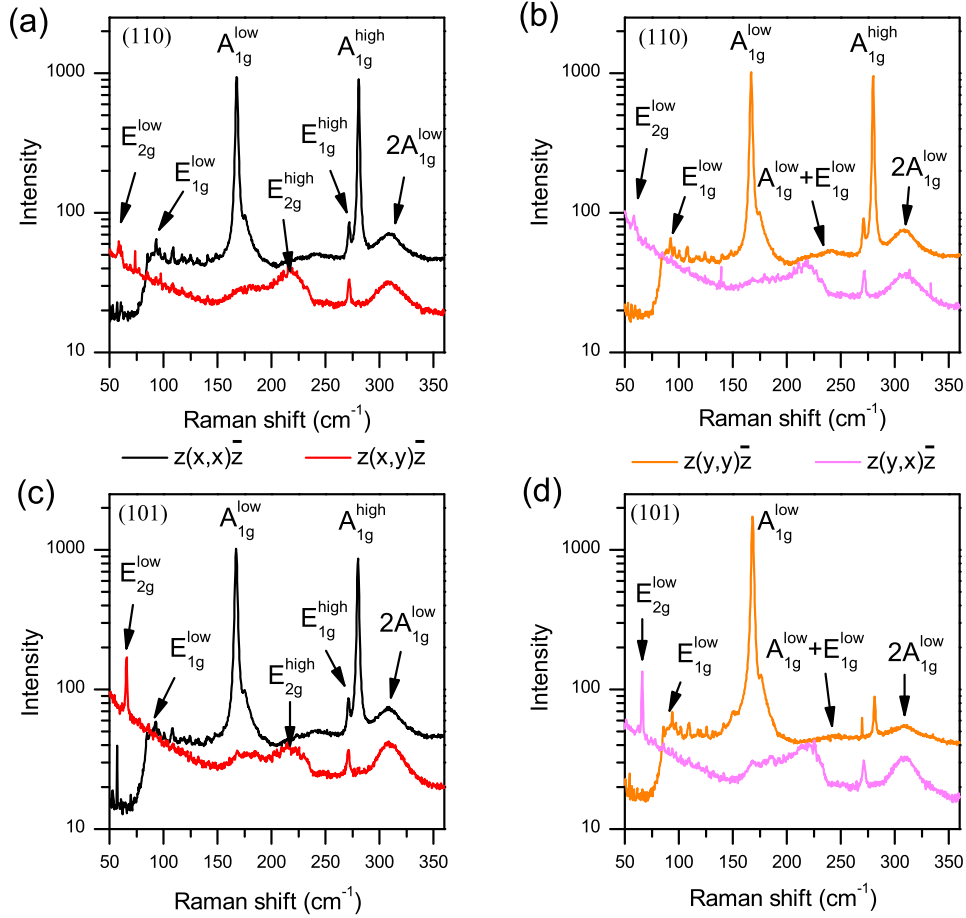 (a)
(110)
A1g^low
A1g^high
E2g^low
E1g^low
E2g^high
E1g^high
2A1g^low
1000
100
10
Intensity
50 100 150 200 250 300 350
Raman shift (cm⁻¹)
(b)
(110)
A1g^low
A1g^high
E2g^low
E1g^low
A1g^low+E1g^low
2A1g^low
1000
100
10
Intensity
50 100 150 200 250 300 350
Raman shift (cm⁻¹)
z(x,x)z̄ z(x,y)z̄
z(y,y)z̄ z(y,x)z̄
(c)
(101)
A1g^low
A1g^high
E2g^low
E1g^low
E2g^high
E1g^high
2A1g^low
1000
100
10
Intensity
50 100 150 200 250 300 350
Raman shift (cm⁻¹)
(d)
(101)
A1g^low
E2g^low
E1g^low
A1g^low+E1g^low
2A1g^low
1000
100
10
Intensity
50 100 150 200 250 300 350
Raman shift (cm⁻¹)